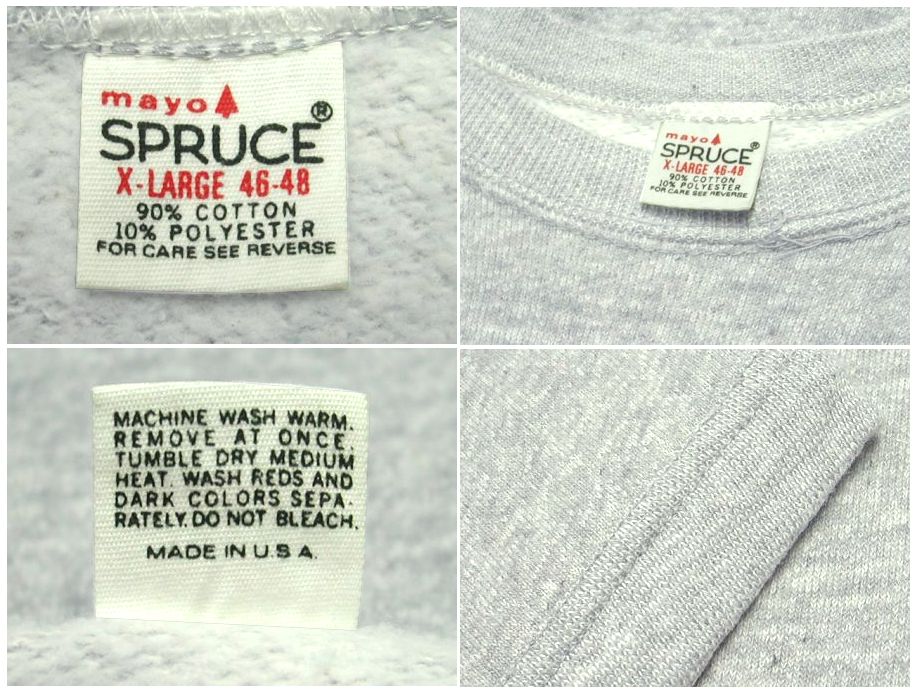 mayo
SPRUCE®
X-LARGE 46-48
90% COTTON
10% POLYESTER
FOR CARE SEE REVERSE
mayo
SPRUCE®
X-LARGE 46-48
90% COTTON
10% POLYESTER
FOR CARE SEE REVERSE
MACHINE WASH WARM.
REMOVE AT ONCE.
TUMBLE DRY MEDIUM
HEAT. WASH REDS AND
DARK COLORS SEPA-
RATELY. DO NOT BLEACH.
MADE IN U.S.A.